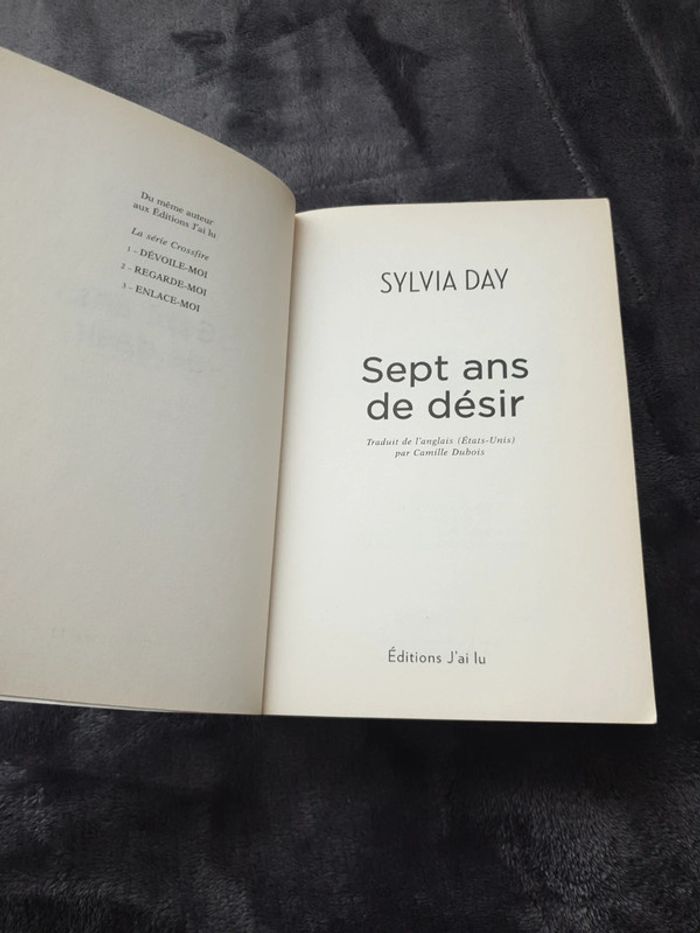 Du même auteur
aux Éditions J'ai lu
La série Crossfire
1 – DÉVOILE-MOI
2 – REGARDE-MOI
3 – ENLACE-MOI
SYLVIA DAY
Sept ans
de désir
Traduit de l'anglais (États-Unis)
par Camille Dubois
Éditions J'ai lu